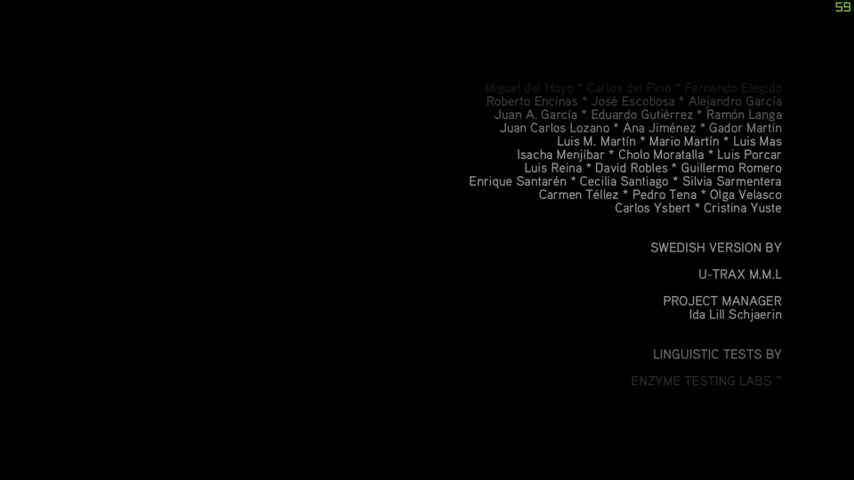 59
Miguel del Hoyo * Carlos del Pino * Fernando Elegido
Roberto Encinas * José Escobosa * Alejandro García
Juan A. García * Eduardo Gutiérrez * Ramón Langa
Juan Carlos Lozano * Ana Jiménez * Gador Martín
Luis M. Martín * Mario Martín * Luis Mas
Isacha Menjíbar * Cholo Moratalla * Luis Porcar
Luis Reina * David Robles * Guillermo Romero
Enrique Santarén * Cecilia Santiago * Silvia Sarmentera
Carmen Téllez * Pedro Tena * Olga Velasco
Carlos Ysbert * Cristina Yuste
SWEDISH VERSION BY
U-TRAX M.M.L
PROJECT MANAGER
Ida Lill Schjaerin
LINGUISTIC TESTS BY
ENZYME TESTING LABS ™